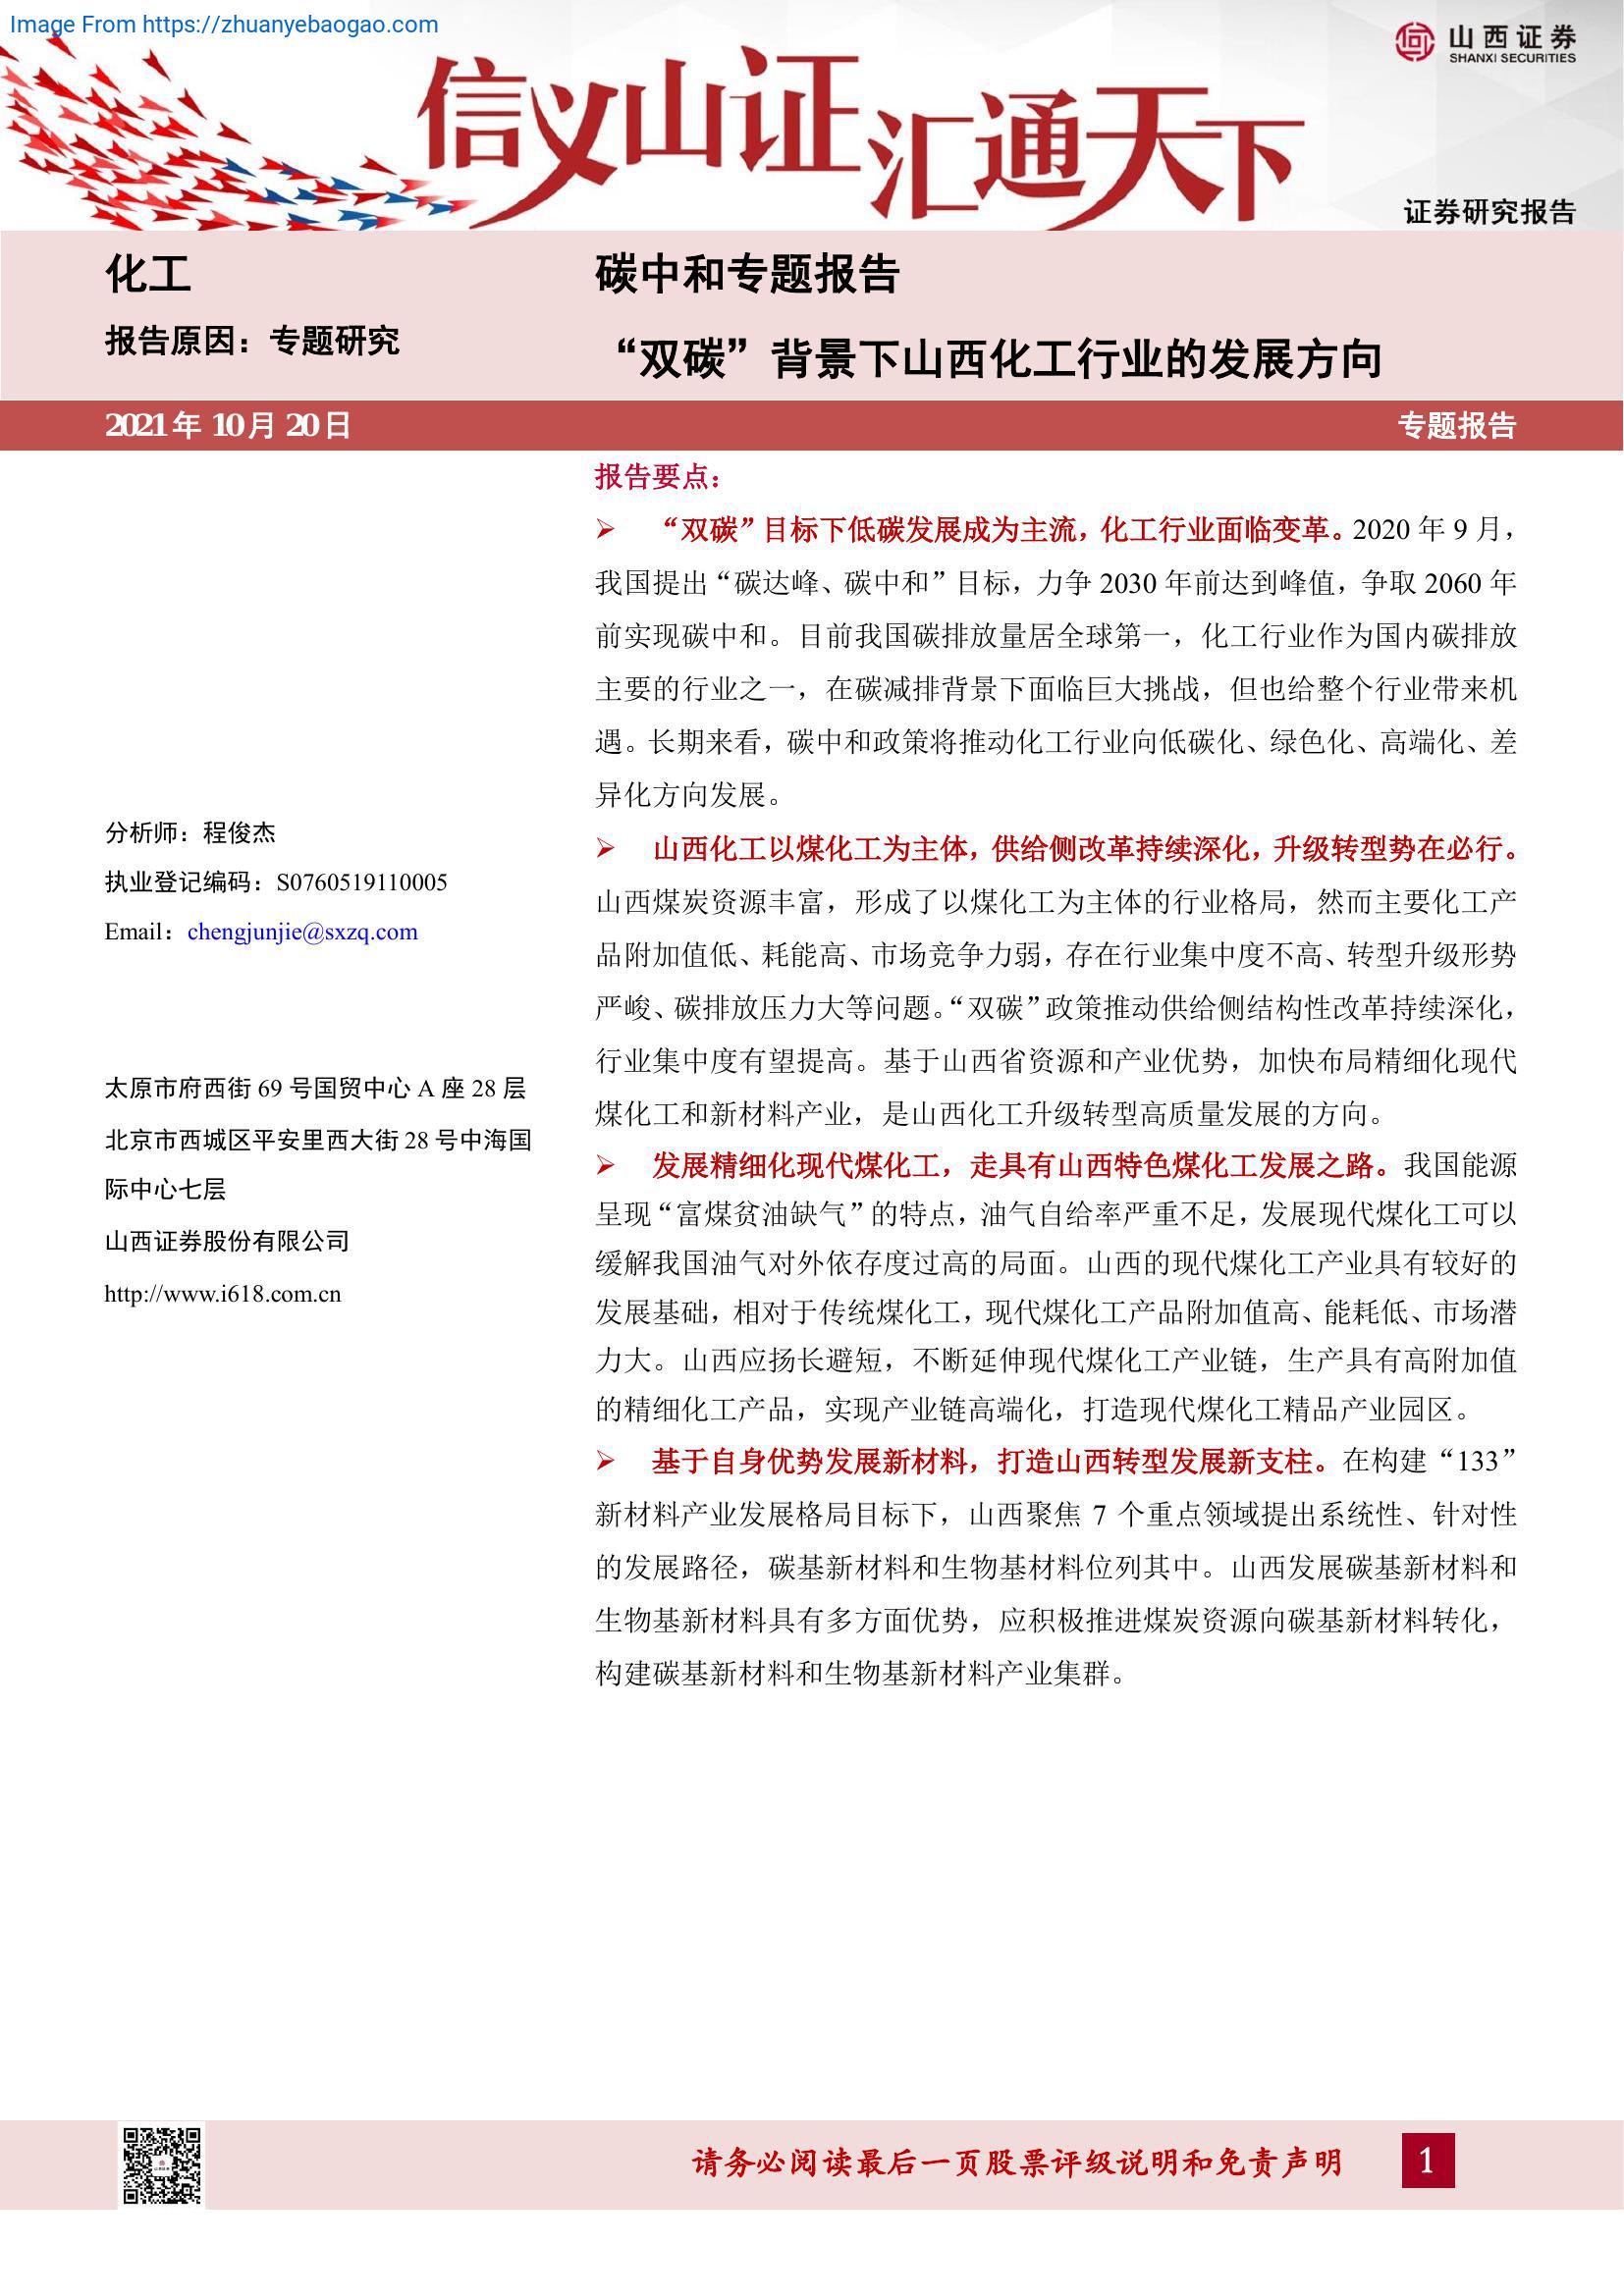 Image From https://zhuanyebaogao.com
山西证券
SHANXI SECURITIES
信义山证汇通天下
证券研究报告
化工
报告原因：专题研究
碳中和专题报告
“双碳”背景下山西化工行业的发展方向
2021年10月20日
专题报告
分析师：程俊杰
执业登记编码：S0760519110005
Email：chengjunjie@sxzq.com
太原市府西街69号国贸中心A座28层
北京市西城区平安里西大街28号中海国
际中心七层
山西证券股份有限公司
http://www.i618.com.cn
报告要点：
➢ “双碳”目标下低碳发展成为主流，化工行业面临变革。2020年9月，
我国提出“碳达峰、碳中和”目标，力争2030年前达到峰值，争取2060年
前实现碳中和。目前我国碳排放量居全球第一，化工行业作为国内碳排放
主要的行业之一，在碳减排背景下面临巨大挑战，但也给整个行业带来机
遇。长期来看，碳中和政策将推动化工行业向低碳化、绿色化、高端化、差
异化方向发展。
➢ 山西化工以煤化工为主体，供给侧改革持续深化，升级转型势在必行。
山西煤炭资源丰富，形成了以煤化工为主体的行业格局，然而主要化工产
品附加值低、耗能高、市场竞争力弱，存在行业集中度不高、转型升级形势
严峻、碳排放压力大等问题。“双碳”政策推动供给侧结构性改革持续深化，
行业集中度有望提高。基于山西省资源和产业优势，加快布局精细化现代
煤化工和新材料产业，是山西化工升级转型高质量发展的方向。
➢ 发展精细化现代煤化工，走具有山西特色煤化工发展之路。我国能源
呈现“富煤贫油缺气”的特点，油气自给率严重不足，发展现代煤化工可以
缓解我国油气对外依存度过高的局面。山西的现代煤化工产业具有较好的
发展基础，相对于传统煤化工，现代煤化工产品附加值高、能耗低、市场潜
力大。山西应扬长避短，不断延伸现代煤化工产业链，生产具有高附加值
的精细化工产品，实现产业链高端化，打造现代煤化工精品产业园区。
➢ 基于自身优势发展新材料，打造山西转型发展新支柱。在构建“133”
新材料产业发展格局目标下，山西聚焦7个重点领域提出系统性、针对性
的发展路径，碳基新材料和生物基材料位列其中。山西发展碳基新材料和
生物基新材料具有多方面优势，应积极推进煤炭资源向碳基新材料转化，
构建碳基新材料和生物基新材料产业集群。
请务必阅读最后一页股票评级说明和免责声明
1